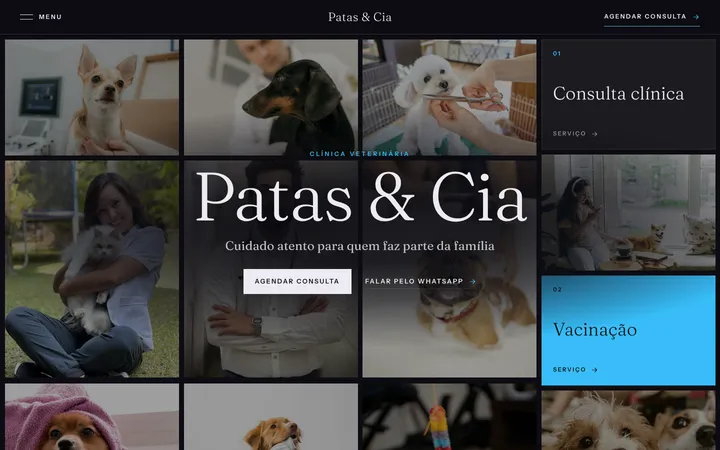 MENU
Patas & Cia
AGENDAR CONSULTA →
01
Consulta clínica
SERVIÇO →
CLÍNICA VETERINÁRIA
Patas & Cia
Cuidado atento para quem faz parte da família
AGENDAR CONSULTA
FALAR PELO WHATSAPP →
02
Vacinação
SERVIÇO →